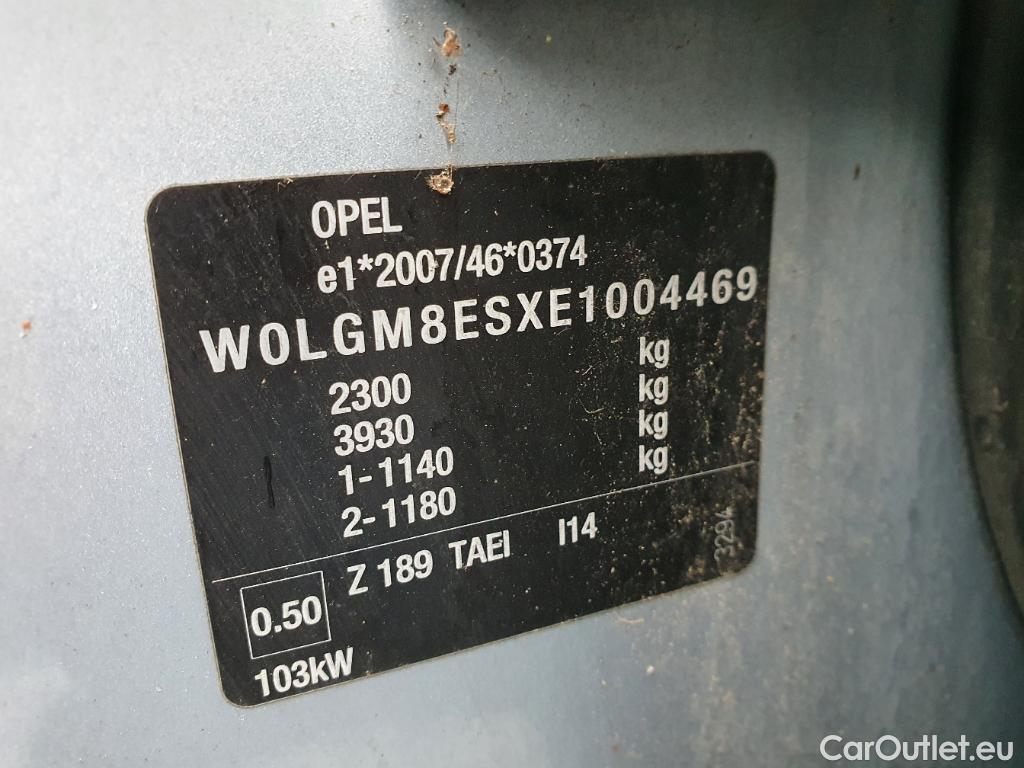 OPEL
e1*2007/46*0374
W0LGM8ESXE1004469
2300 kg
3930 kg
1-1140 kg
2-1180 kg
Z 189 TAEI I14
3294
0.50
103kW
CarOutlet.eu